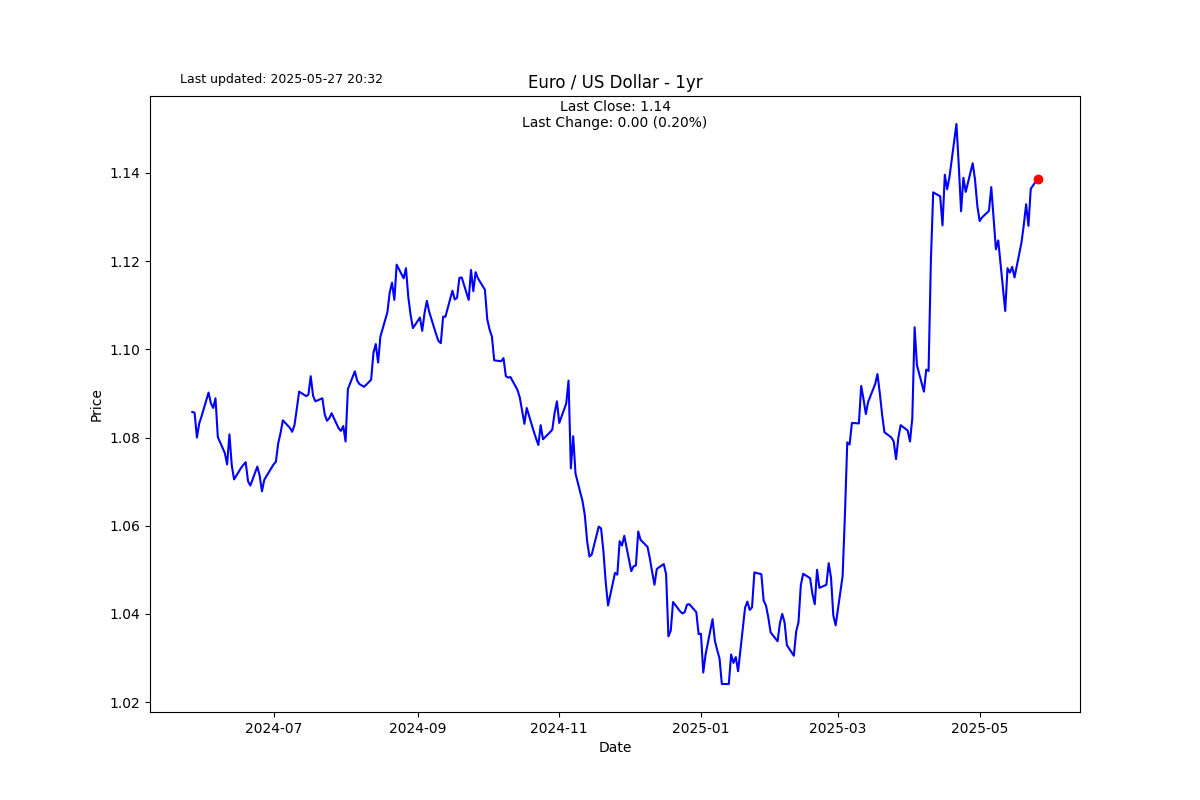 Last updated: 2025-05-27 20:32
Euro / US Dollar - 1yr
Last Close: 1.14
Last Change: 0.00 (0.20%)
1.14
1.12
1.10
1.08
1.06
1.04
1.02
Price
2024-07 2024-09 2024-11 2025-01 2025-03 2025-05
Date